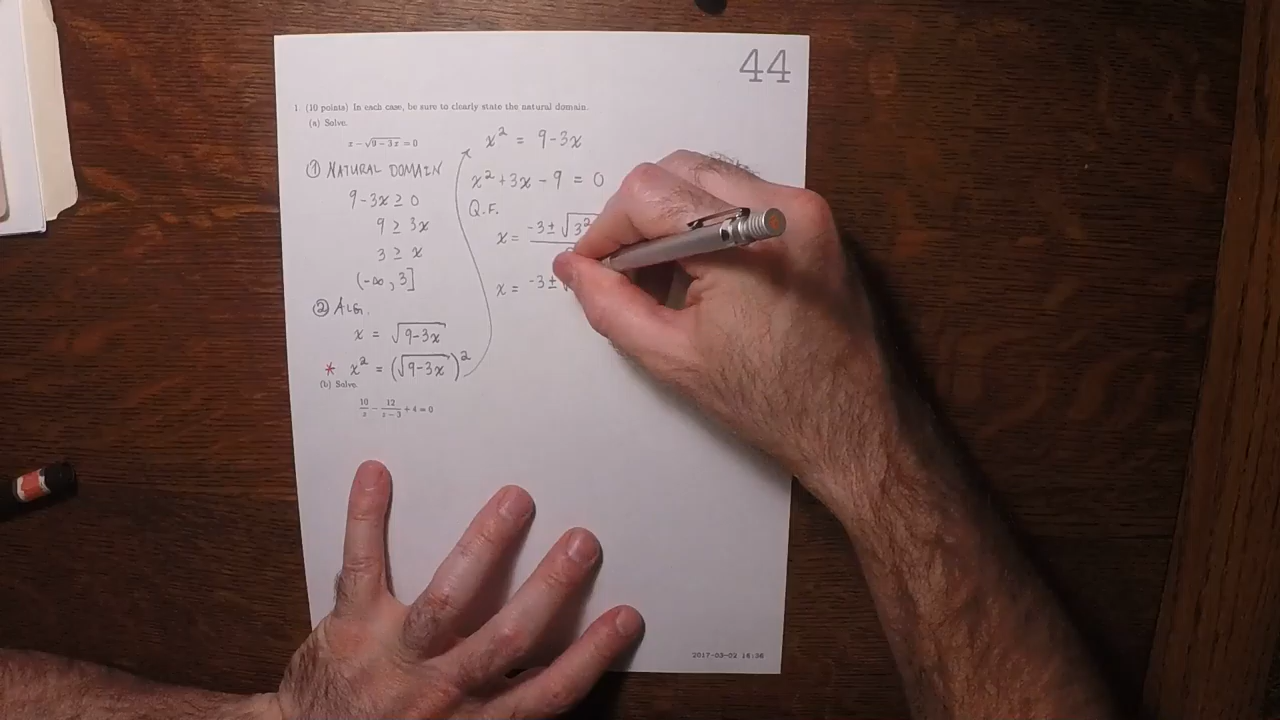 44
1. (10 points) In each case, be sure to clearly state the natural domain.
(a) Solve.
x − √(9 − 3x) = 0
① NATURAL DOMAIN
9-3x ≥ 0
9 ≥ 3x
3 ≥ x
(-∞, 3]
② ALG.
x = √(9-3x)
* x² = (√(9-3x))²
x² = 9-3x
x² + 3x - 9 = 0
Q.F.
x = -3 ± √3²
x = -3 ±
(b) Solve.
10/x − 12/(x − 3) + 4 = 0
2017-03-02 16:36